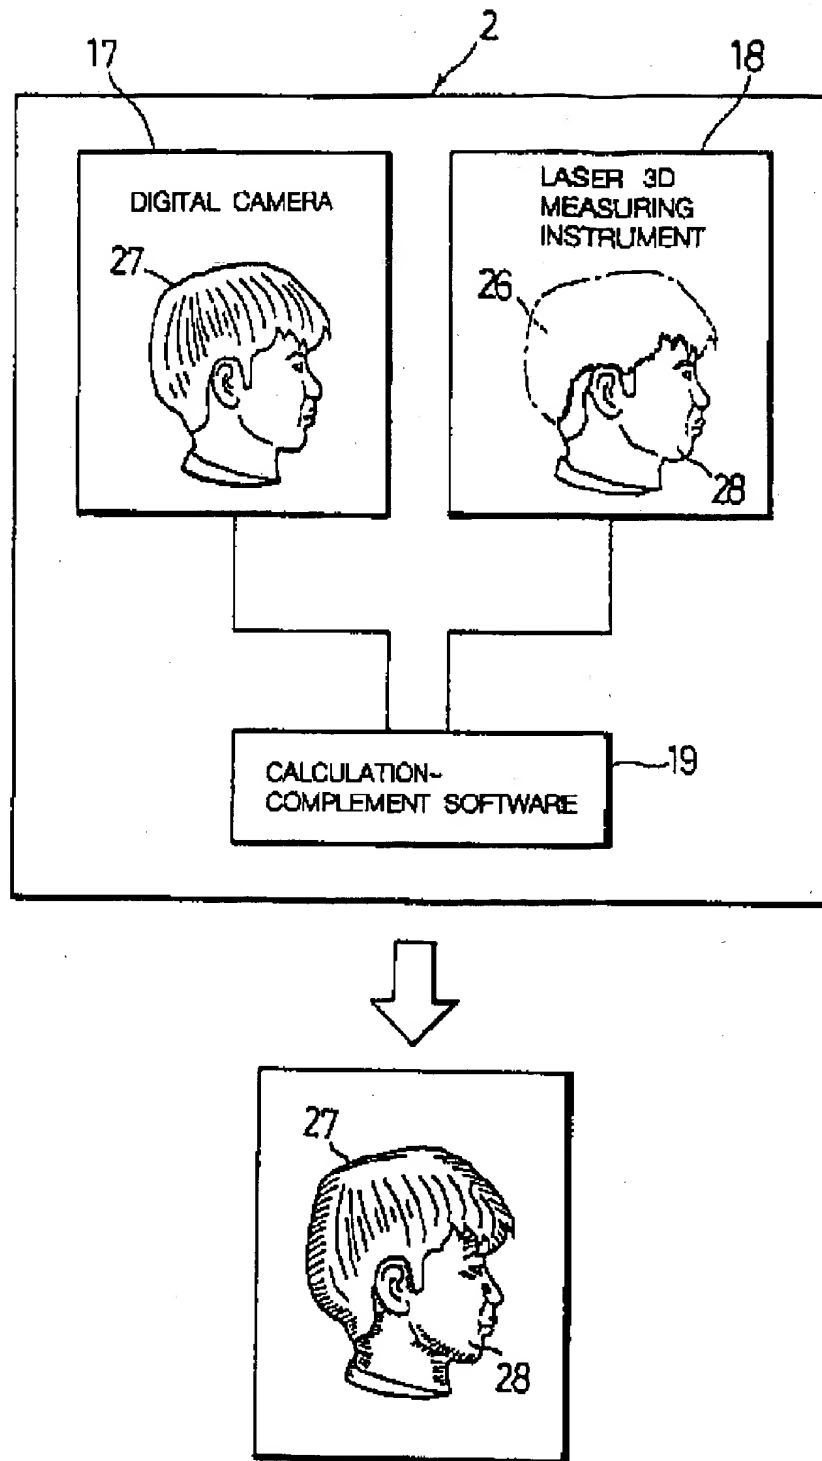 2
17
18
DIGITAL CAMERA
LASER 3D
MEASURING
INSTRUMENT
27
26
28
CALCULATION-
COMPLEMENT SOFTWARE
19
27
28